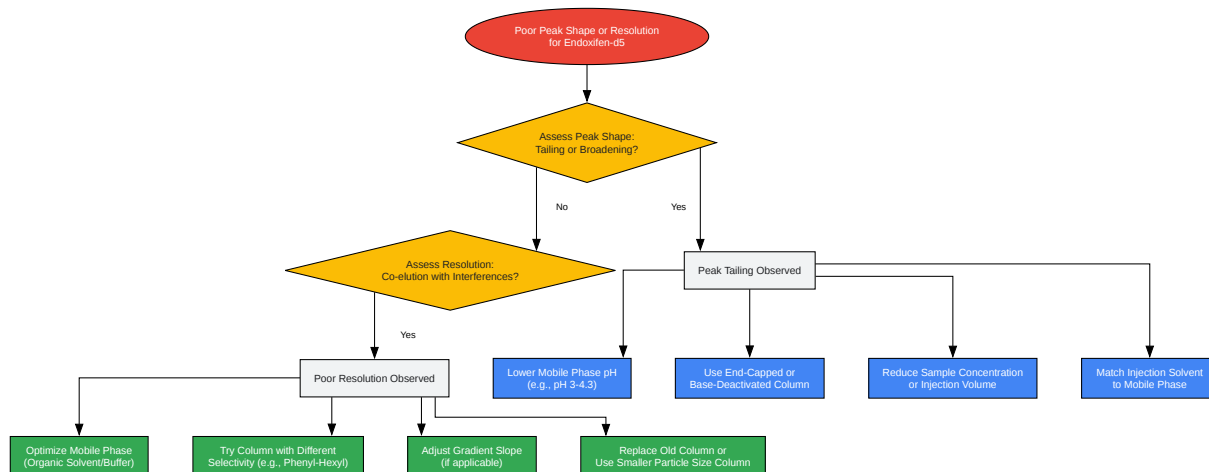 Poor Peak Shape or Resolution
for Endoxifen-d5
Assess Peak Shape:
Tailing or Broadening?
No
Yes
Assess Resolution:
Co-elution with Interferences?
Peak Tailing Observed
Yes
Poor Resolution Observed
Lower Mobile Phase pH
(e.g., pH 3-4.3)
Use End-Capped or
Base-Deactivated Column
Reduce Sample Concentration
or Injection Volume
Match Injection Solvent
to Mobile Phase
Optimize Mobile Phase
(Organic Solvent/Buffer)
Try Column with Different
Selectivity (e.g., Phenyl-Hexyl)
Adjust Gradient Slope
(if applicable)
Replace Old Column or
Use Smaller Particle Size Column